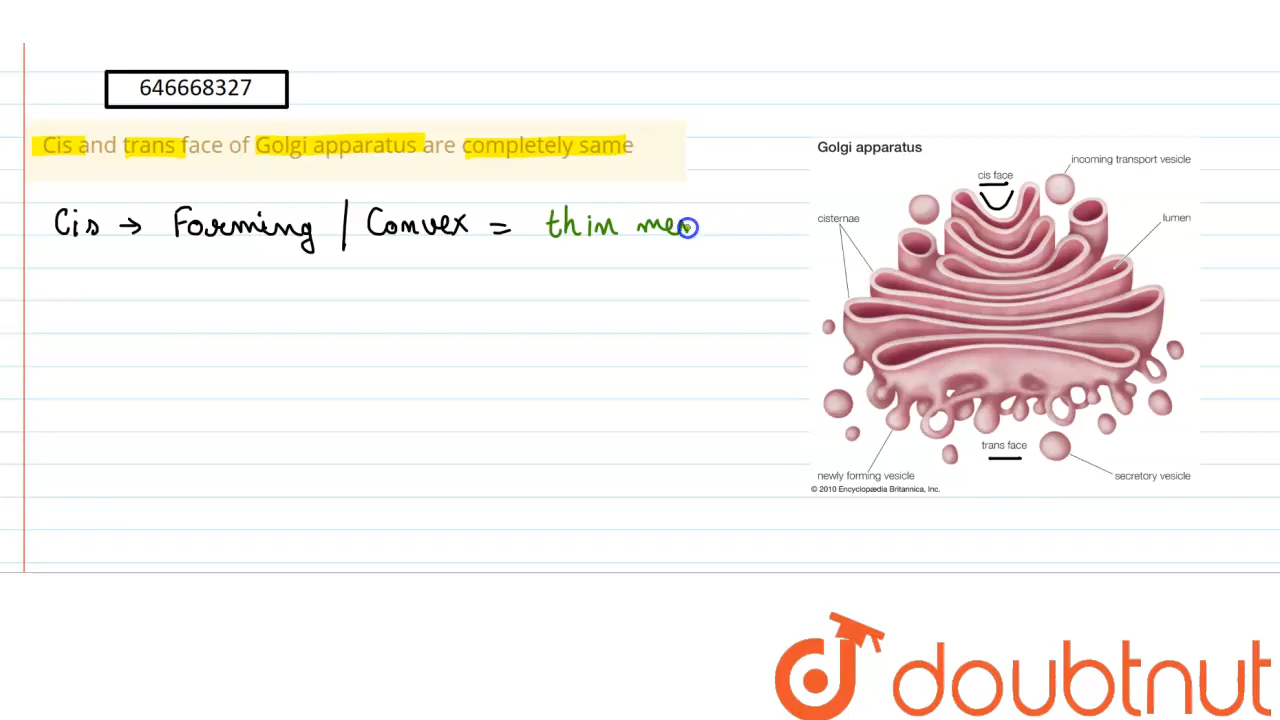 646668327
Cis and trans face of Golgi apparatus are completely same
Cis → Forming | Convex = thin mem
Golgi apparatus
incoming transport vesicle
cis face
cisternae
lumen
trans face
newly forming vesicle
secretory vesicle
© 2010 Encyclopædia Britannica, Inc.
doubtnut